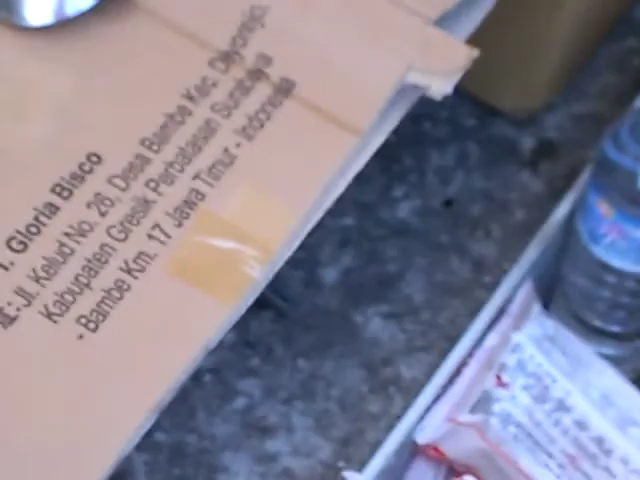 . Gloria Bisco
: Jl. Kelud No. 26, Desa Bambe Kec. Driyorejo,
Kabupaten Gresik Perbatasan Surabaya
- Bambe Km. 17 Jawa Timur - Indonesia